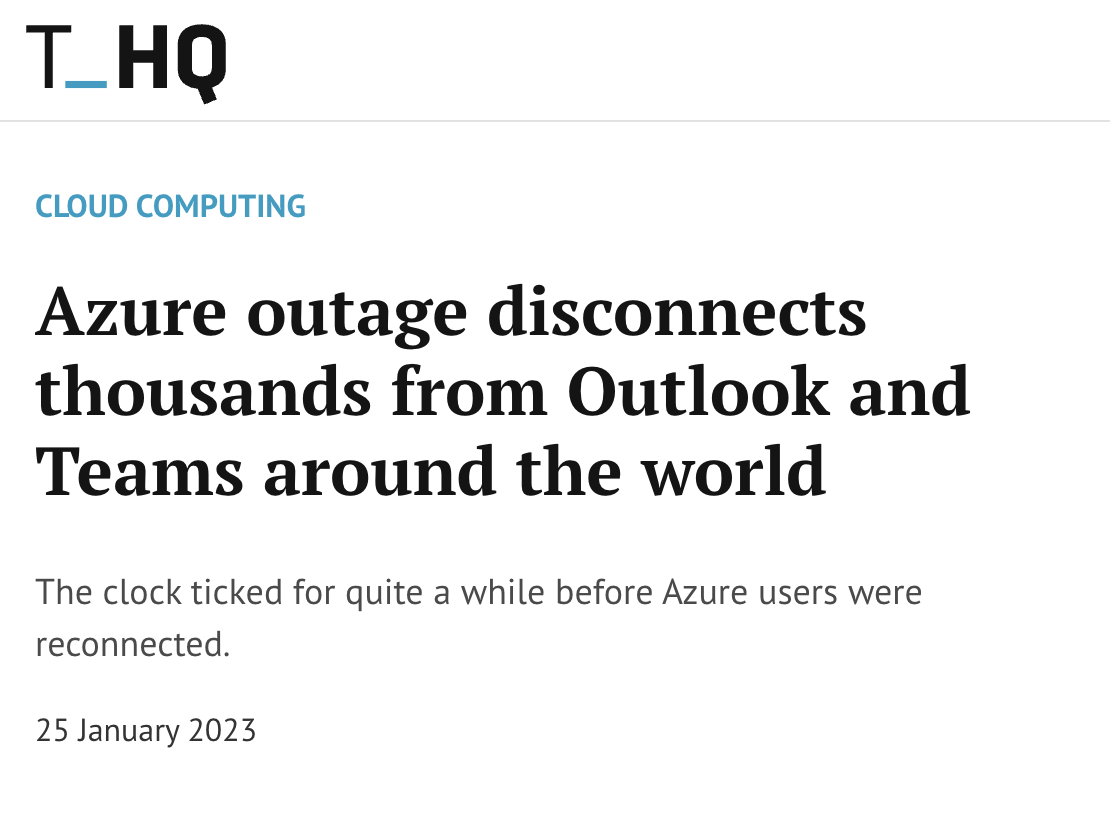 T_HQ
CLOUD COMPUTING
Azure outage disconnects
thousands from Outlook and
Teams around the world
The clock ticked for quite a while before Azure users were
reconnected.
25 January 2023